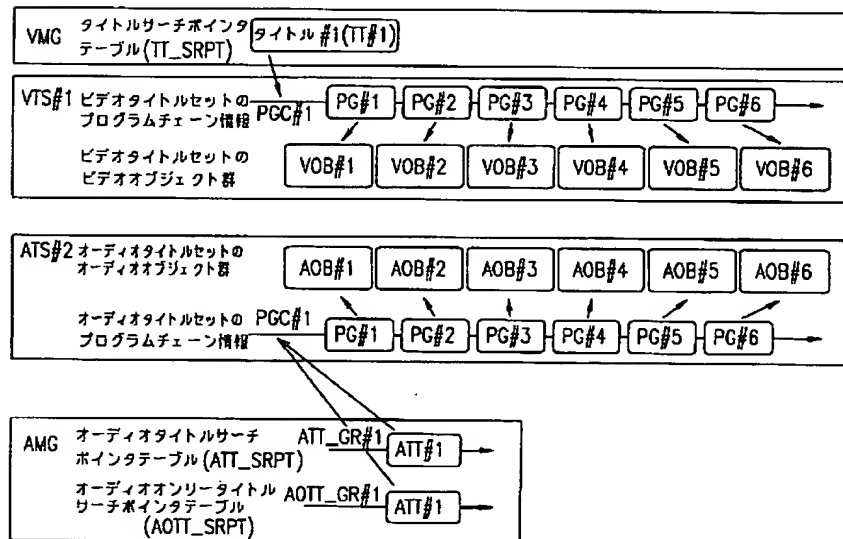 VMG
タイトルサーチポインタ
テーブル(TT_SRPT)
タイトル #1(TT#1)
VTS#1
ビデオタイトルセットの
プログラムチェーン情報
PGC#1
PG#1
PG#2
PG#3
PG#4
PG#5
PG#6
ビデオタイトルセットの
ビデオオブジェクト群
VOB#1
VOB#2
VOB#3
VOB#4
VOB#5
VOB#6
ATS#2
オーディオタイトルセットの
オーディオオブジェクト群
AOB#1
AOB#2
AOB#3
AOB#4
AOB#5
AOB#6
オーディオタイトルセットの
プログラムチェーン情報
PGC#1
PG#1
PG#2
PG#3
PG#4
PG#5
PG#6
AMG
オーディオタイトルサーチ
ポインタテーブル(ATT_SRPT)
ATT_GR#1
ATT#1
オーディオオンリータイトル
サーチポインタテーブル
(AOTT_SRPT)
AOTT_GR#1
ATT#1